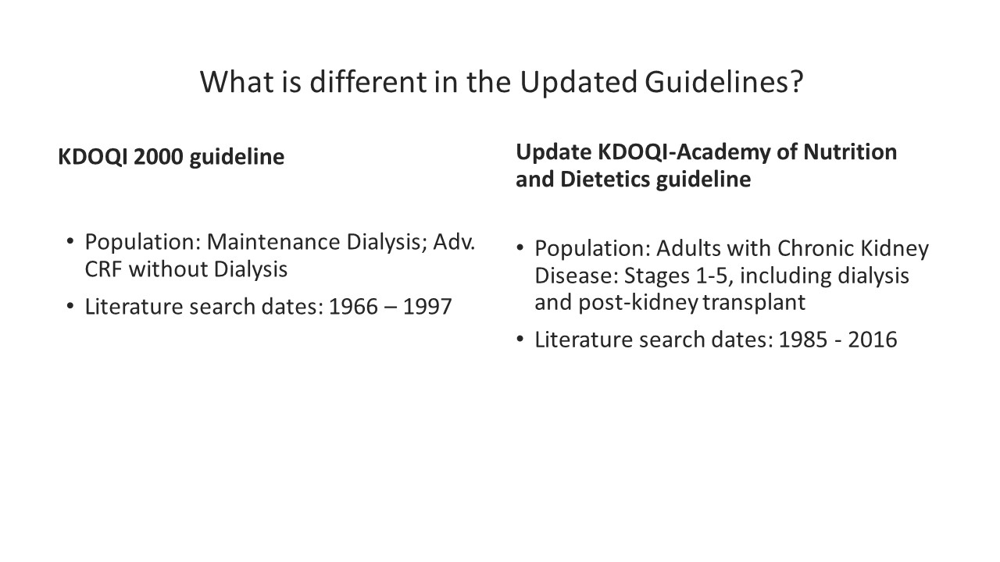 What is different in the Updated Guidelines?
KDOQI 2000 guideline
• Population: Maintenance Dialysis; Adv.
CRF without Dialysis
• Literature search dates: 1966 – 1997
Update KDOQI-Academy of Nutrition
and Dietetics guideline
• Population: Adults with Chronic Kidney
Disease: Stages 1-5, including dialysis
and post-kidney transplant
• Literature search dates: 1985 - 2016